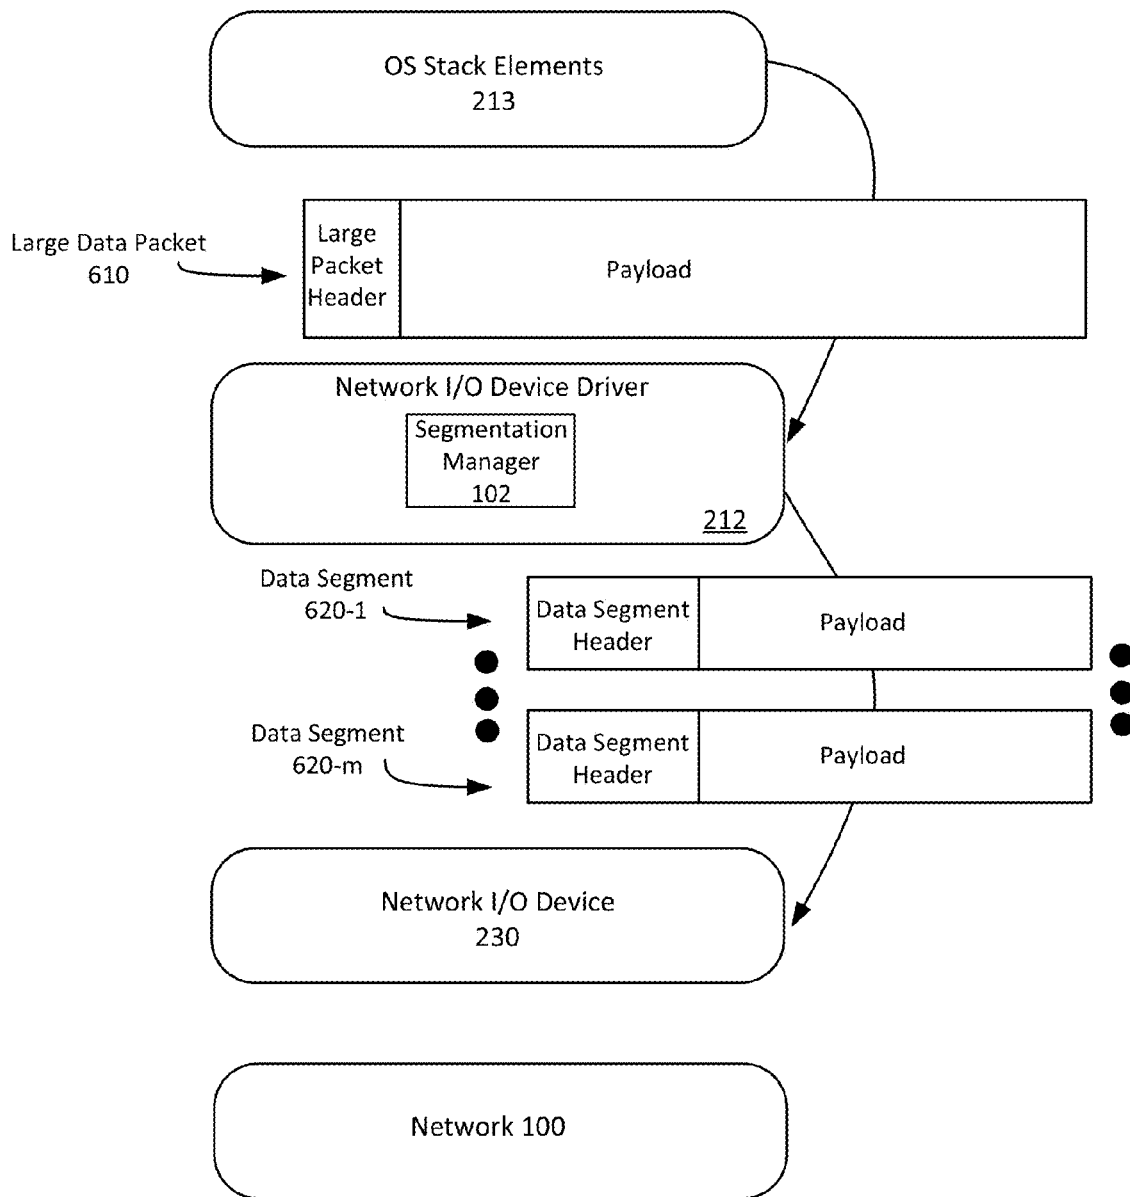 OS Stack Elements
213
Large Data Packet
610
Large
Packet
Header
Payload
Network I/O Device Driver
Segmentation
Manager
102
212
Data Segment
620-1
Data Segment
Header
Payload
Data Segment
620-m
Data Segment
Header
Payload
Network I/O Device
230
Network 100